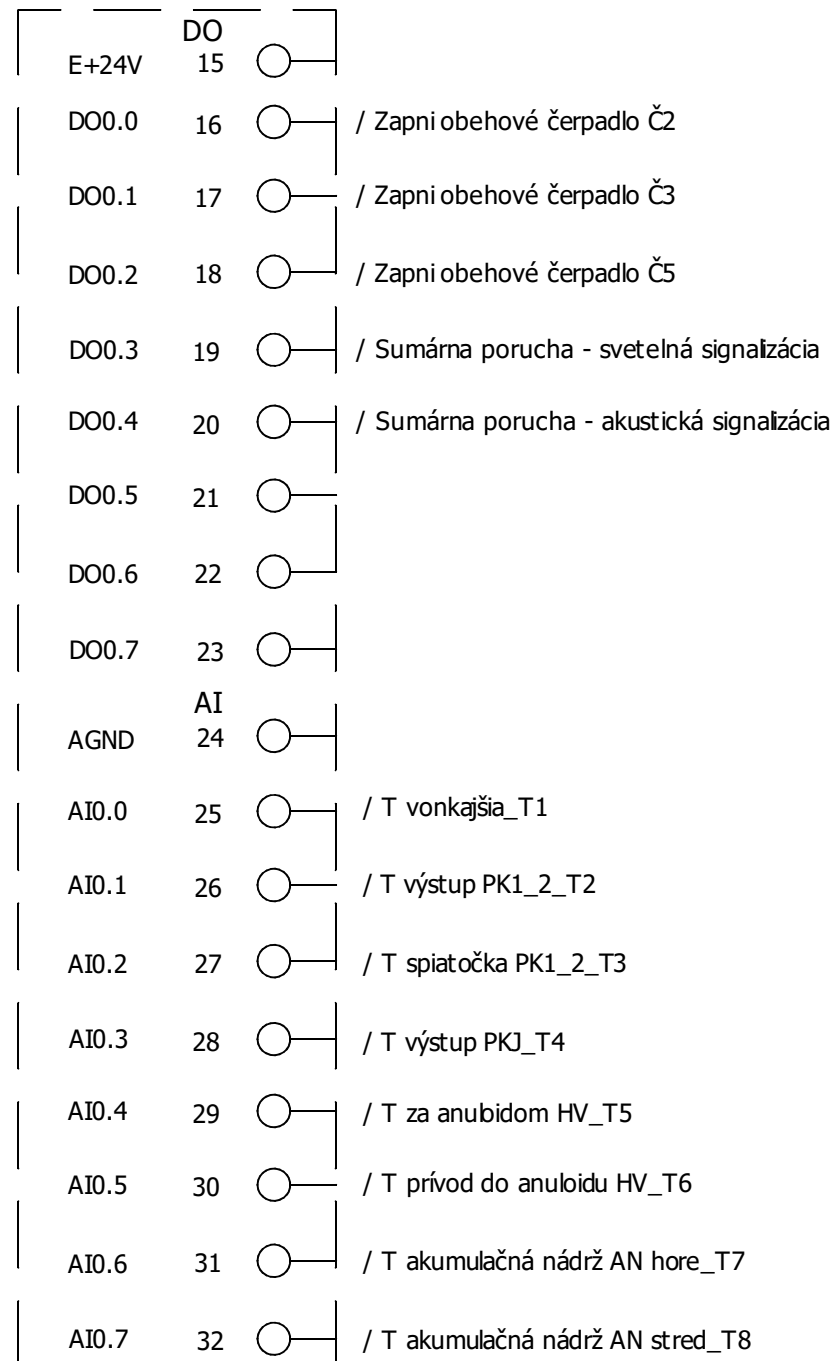 DO
E+24V 15
DO0.0 16 / Zapni obehové čerpadlo Č2
DO0.1 17 / Zapni obehové čerpadlo Č3
DO0.2 18 / Zapni obehové čerpadlo Č5
DO0.3 19 / Sumárna porucha - svetelná signalizácia
DO0.4 20 / Sumárna porucha - akustická signalizácia
DO0.5 21
DO0.6 22
DO0.7 23
AI
AGND 24
AI0.0 25 / T vonkajšia_T1
AI0.1 26 / T výstup PK1_2_T2
AI0.2 27 / T spiatočka PK1_2_T3
AI0.3 28 / T výstup PKJ_T4
AI0.4 29 / T za anuloidom HV_T5
AI0.5 30 / T prívod do anuloidu HV_T6
AI0.6 31 / T akumulačná nádrž AN hore_T7
AI0.7 32 / T akumulačná nádrž AN stred_T8